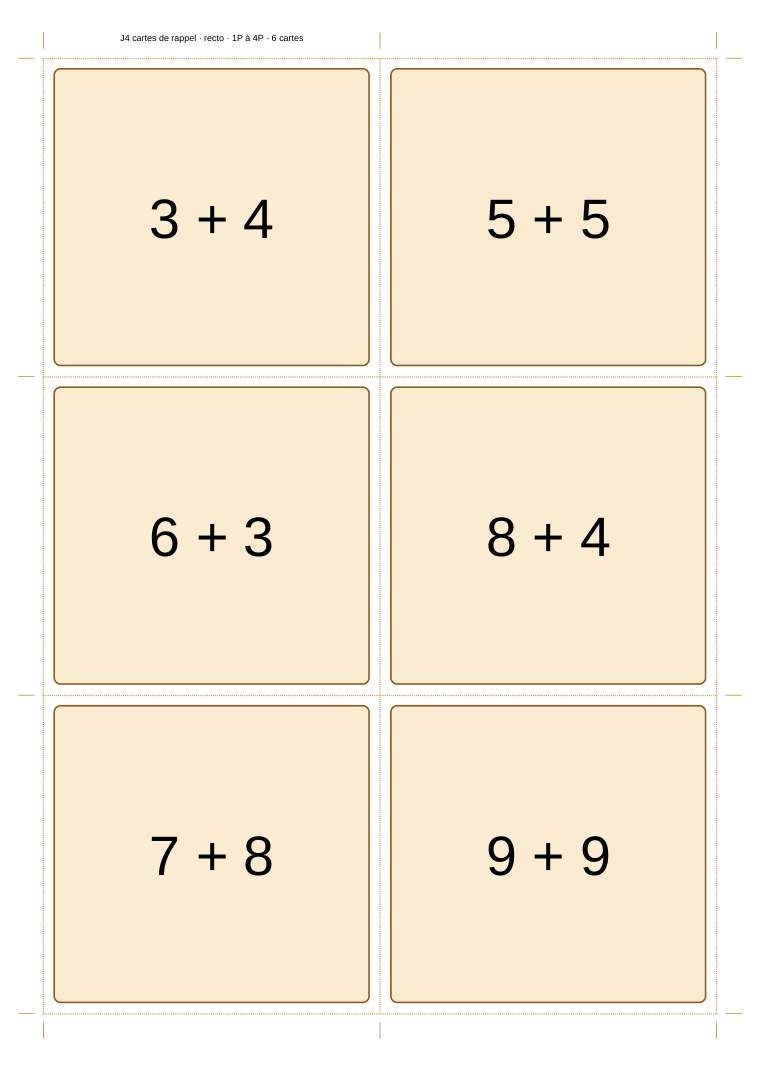 J4 cartes de rappel · recto · 1P à 4P · 6 cartes
3 + 4
5 + 5
6 + 3
8 + 4
7 + 8
9 + 9